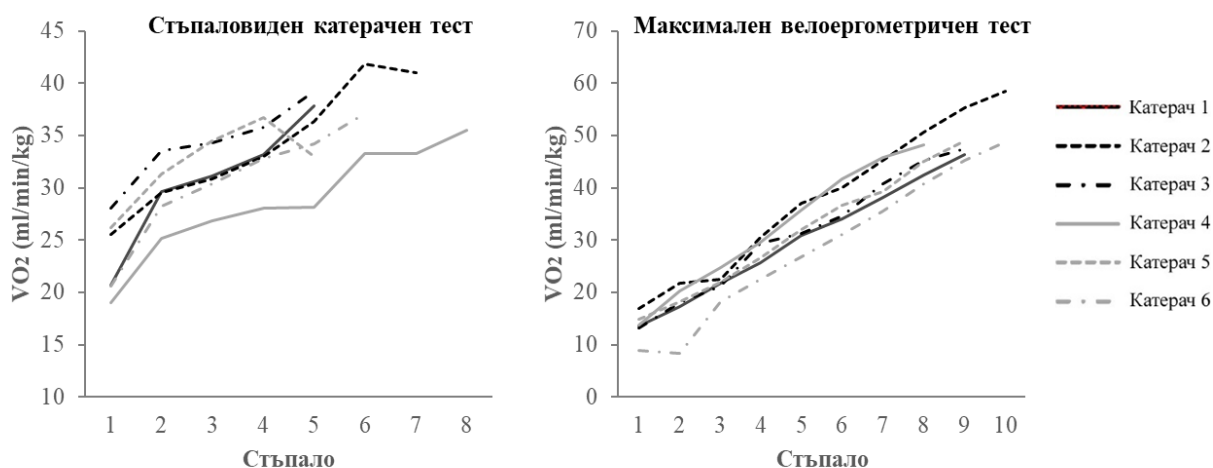 Стъпаловиден катерачен тест
45
40
35
30
25
20
15
10
VO2 (ml/min/kg)
1 2 3 4 5 6 7 8
Стъпало
Максимален велоергометричен тест
70
60
50
40
30
20
10
0
VO2 (ml/min/kg)
1 2 3 4 5 6 7 8 9 10
Стъпало
Катерач 1
Катерач 2
Катерач 3
Катерач 4
Катерач 5
Катерач 6